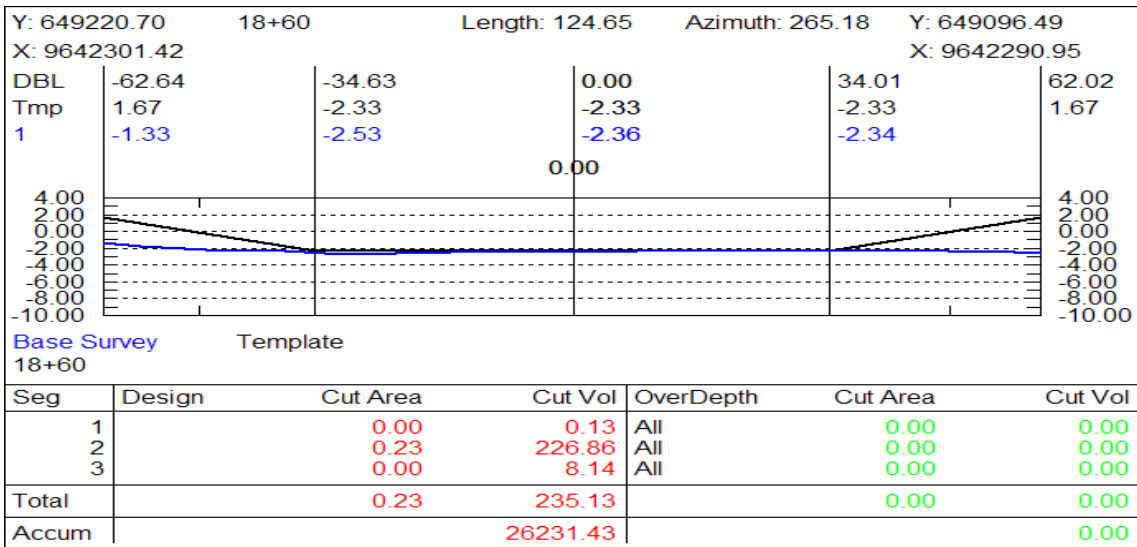 Y: 649220.70 18+60 Length: 124.65 Azimuth: 265.18 Y: 649096.49
X: 9642301.42 X: 9642290.95
DBL -62.64 -34.63 0.00 34.01 62.02
Tmp 1.67 -2.33 -2.33 -2.33 1.67
1 -1.33 -2.53 -2.36 -2.34
0.00
4.00 4.00
2.00 2.00
0.00 0.00
-2.00 -2.00
-4.00 -4.00
-6.00 -6.00
-8.00 -8.00
-10.00 -10.00
Base Survey Template
18+60
Seg Design Cut Area Cut Vol OverDepth Cut Area Cut Vol
1 0.00 0.13 All 0.00 0.00
2 0.23 226.86 All 0.00 0.00
3 0.00 8.14 All 0.00 0.00
Total 0.23 235.13 0.00 0.00
Accum 26231.43 0.00